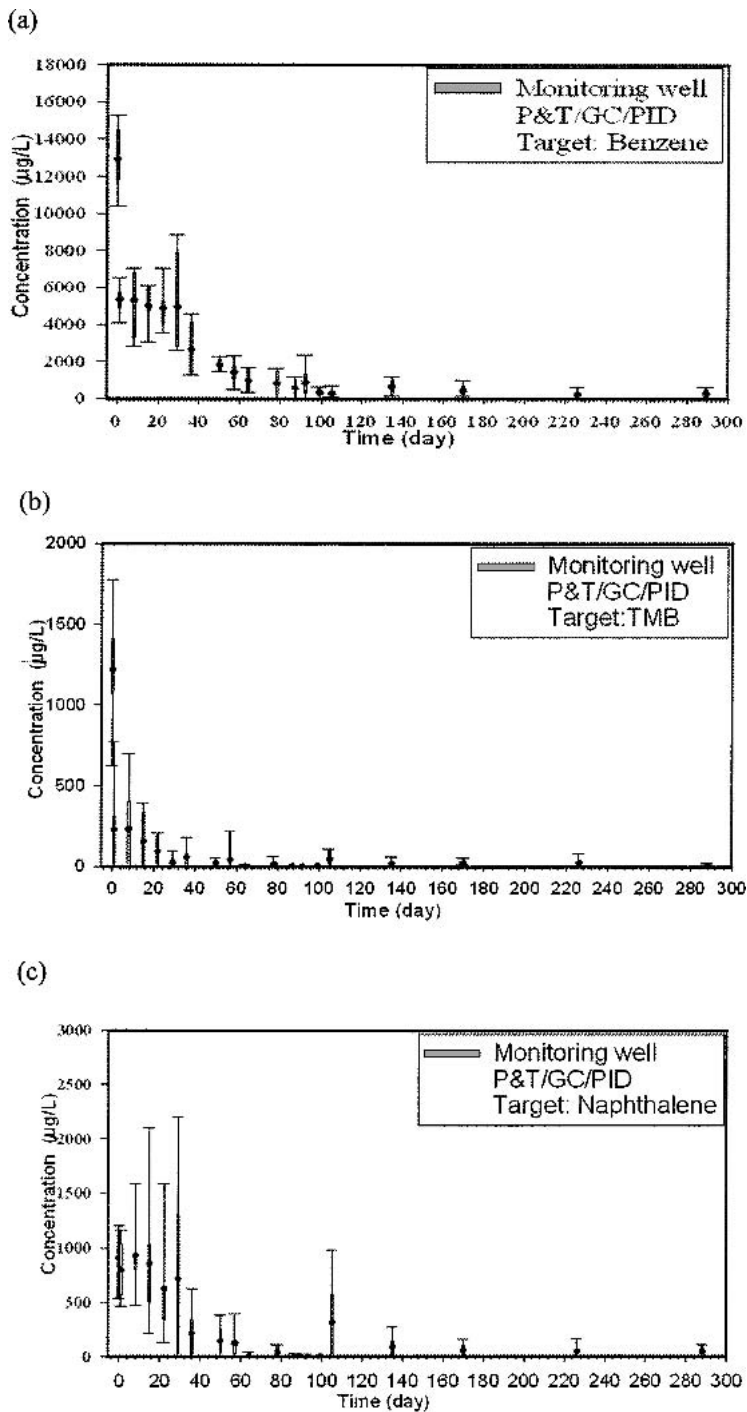 (a)
18000
16000
14000
12000
10000
8000
6000
4000
2000
0
Concentration (µg/L)
Monitoring well
P&T/GC/PID
Target: Benzene
0 20 40 60 80 100 120 140 160 180 200 220 240 260 280 300
Time (day)
(b)
2000
1500
1000
500
0
Concentration (µg/L)
Monitoring well
P&T/GC/PID
Target:TMB
0 20 40 60 80 100 120 140 160 180 200 220 240 260 280 300
Time (day)
(c)
3000
2500
2000
1500
1000
500
0
Concentration (µg/L)
Monitoring well
P&T/GC/PID
Target: Naphthalene
0 20 40 60 80 100 120 140 160 180 200 220 240 260 280 300
Time (day)